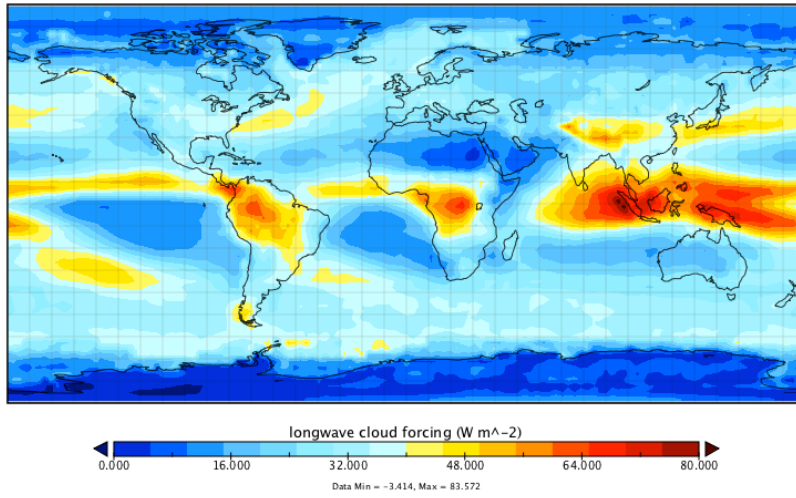 longwave cloud forcing (W m^-2)
0.000 16.000 32.000 48.000 64.000 80.000
Data Min = -3.414, Max = 83.572